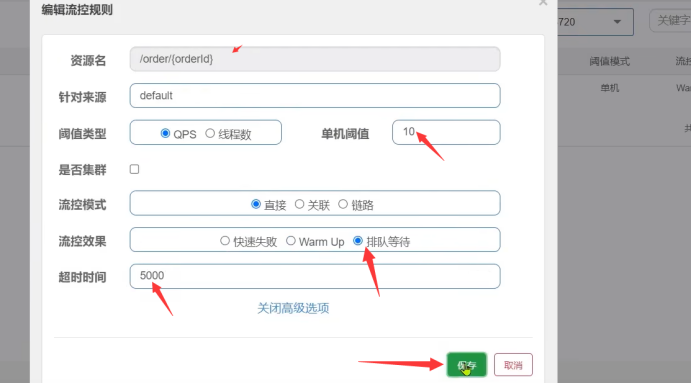 编辑流控规则
×
720
关键字
资源名 /order/{orderId}
阈值模式
流控
针对来源 default
单机
War
阈值类型 QPS 线程数 单机阈值 10
共
是否集群
流控模式 直接 关联 链路
流控效果 快速失败 Warm Up 排队等待
超时时间 5000
关闭高级选项
保存 取消